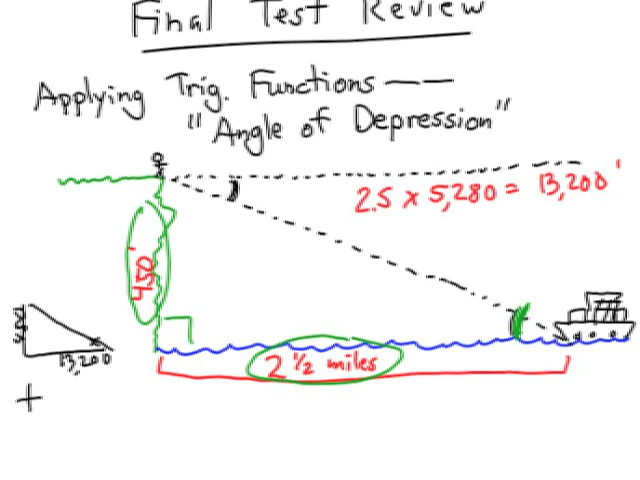 Final Test Review
Applying Trig. Functions —
"Angle of Depression"
2.5 x 5,280 = 13,200'
450'
450
13,200
2 1/2 miles
+